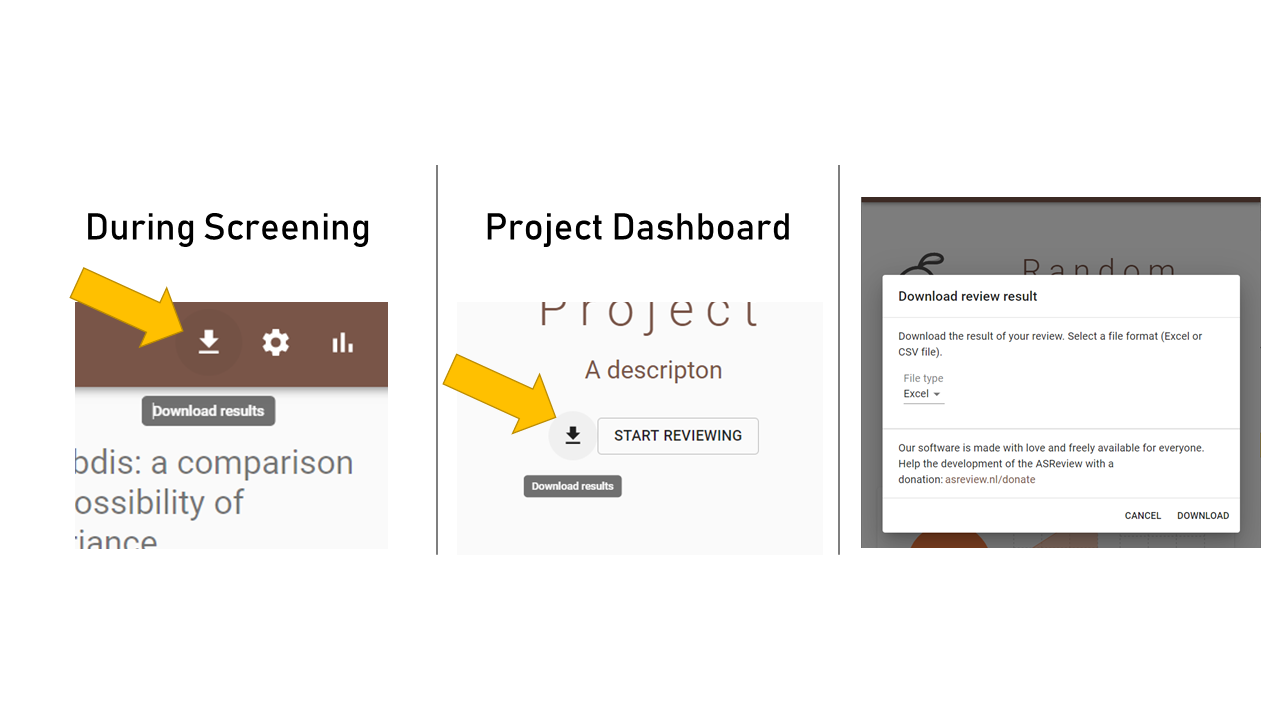 During Screening
Download results
bdis: a comparison
ossibility of
riance
Project Dashboard
Project
A descripton
START REVIEWING
Download results
Random
Download review result
Download the result of your review. Select a file format (Excel or
CSV file).
File type
Excel
Our software is made with love and freely available for everyone.
Help the development of the ASReview with a
donation: asreview.nl/donate
CANCEL DOWNLOAD